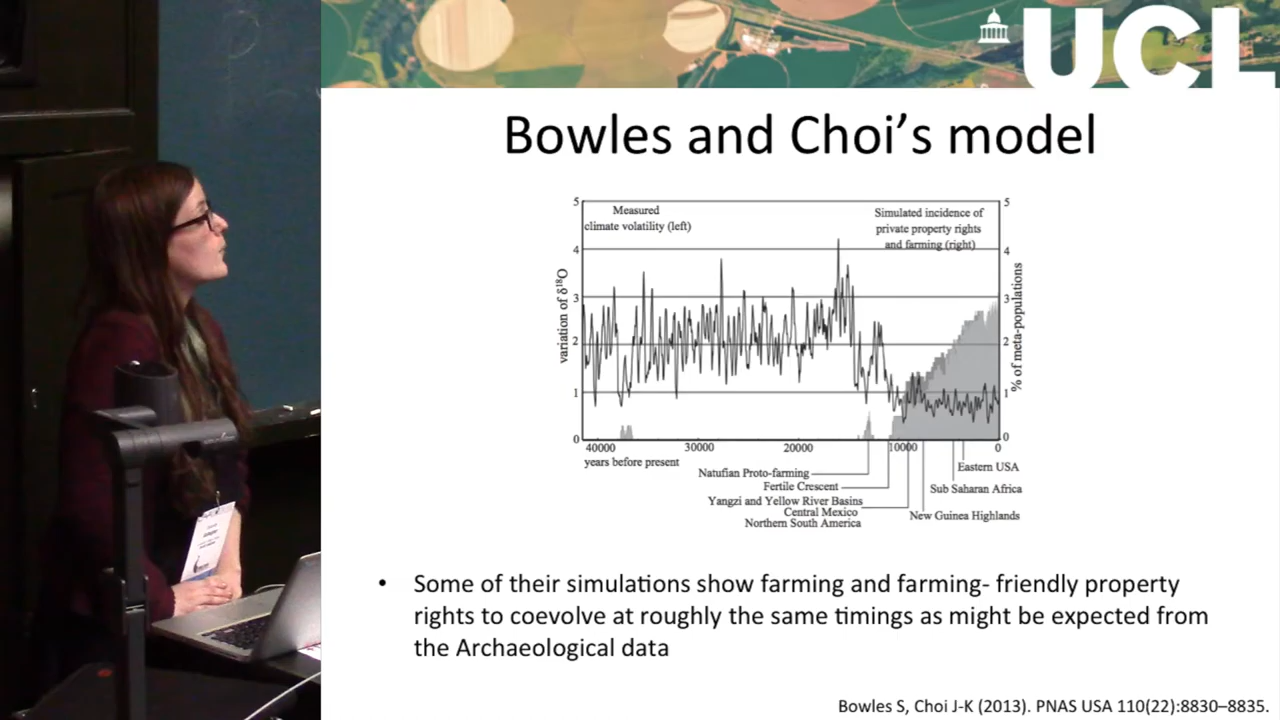 UCL
Bowles and Choi's model
Measured
climate volatility (left)
Simulated incidence of
private property rights
and farming (right)
variation of δ¹⁸O
% of meta-populations
5
4
3
2
1
0
5
4
3
2
1
0
40000
30000
20000
10000
0
years before present
Natufian Proto-farming
Fertile Crescent
Yangzi and Yellow River Basins
Central Mexico
Northern South America
Eastern USA
Sub Saharan Africa
New Guinea Highlands
• Some of their simulations show farming and farming- friendly property
rights to coevolve at roughly the same timings as might be expected from
the Archaeological data
Bowles S, Choi J-K (2013). PNAS USA 110(22):8830–8835.